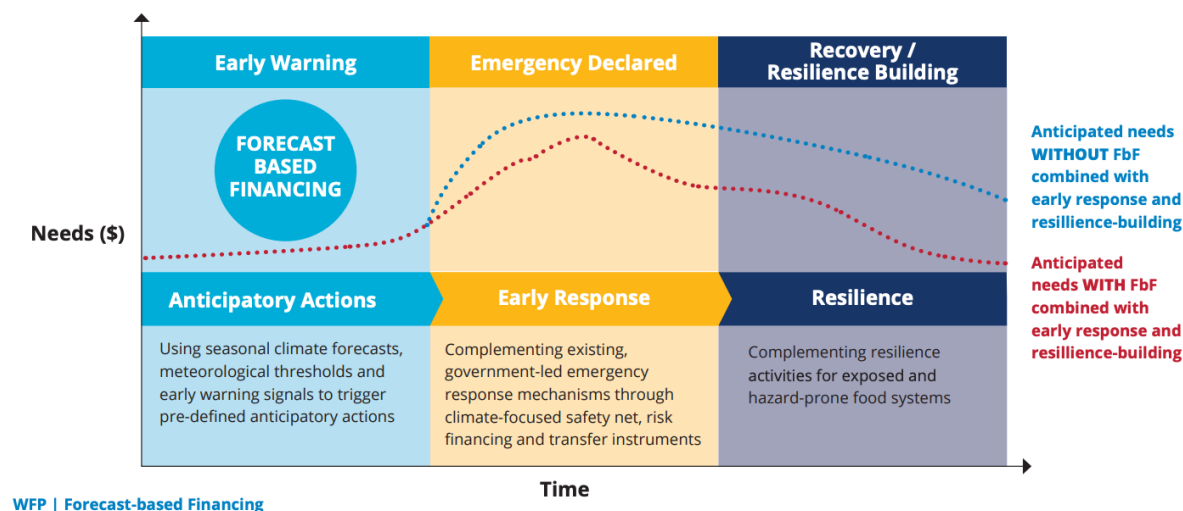 Early Warning
Emergency Declared
Recovery /
Resilience Building
FORECAST
BASED
FINANCING
Needs ($)
Anticipated needs
WITHOUT FbF
combined with
early response and
resillience-building
Anticipated
needs WITH FbF
combined with
early response and
resillience-building
Anticipatory Actions
Early Response
Resilience
Using seasonal climate forecasts,
meteorological thresholds and
early warning signals to trigger
pre-defined anticipatory actions
Complementing existing,
government-led emergency
response mechanisms through
climate-focused safety net, risk
financing and transfer instruments
Complementing resilience
activities for exposed and
hazard-prone food systems
Time
WFP | Forecast-based Financing